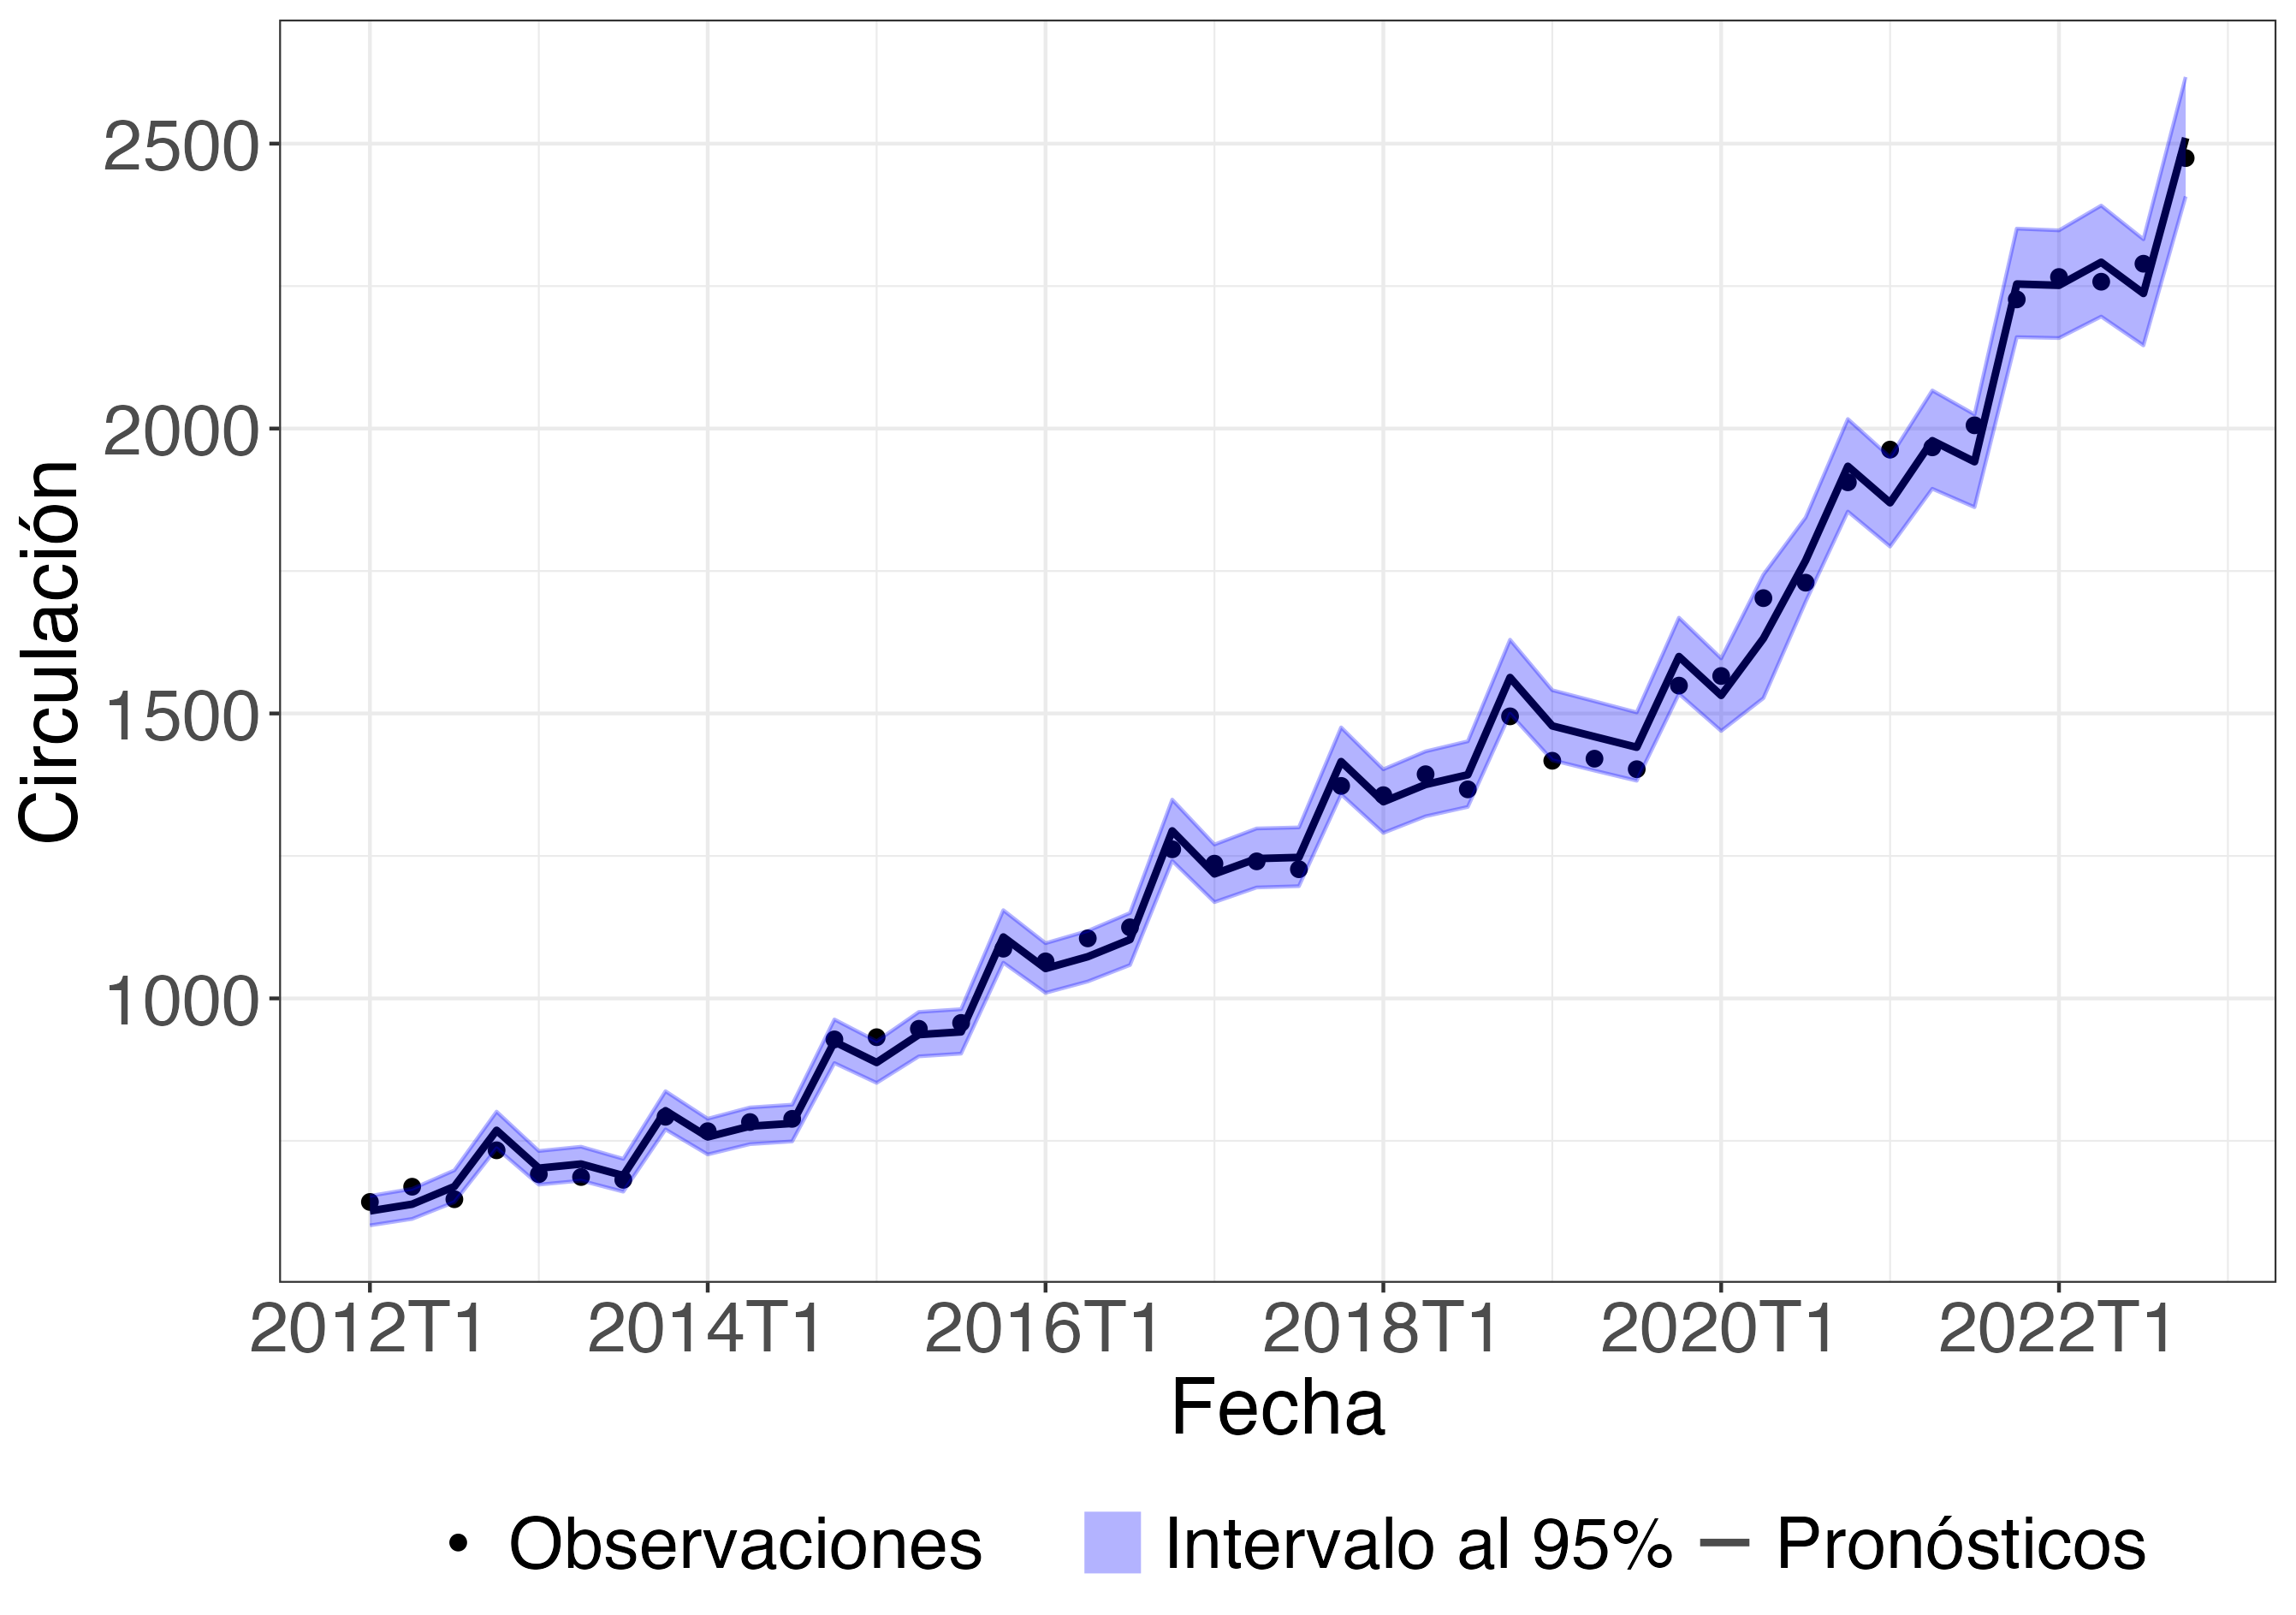 Circulación
2500
2000
1500
1000
2012T1 2014T1 2016T1 2018T1 2020T1 2022T1
Fecha
Observaciones Intervalo al 95% Pronósticos